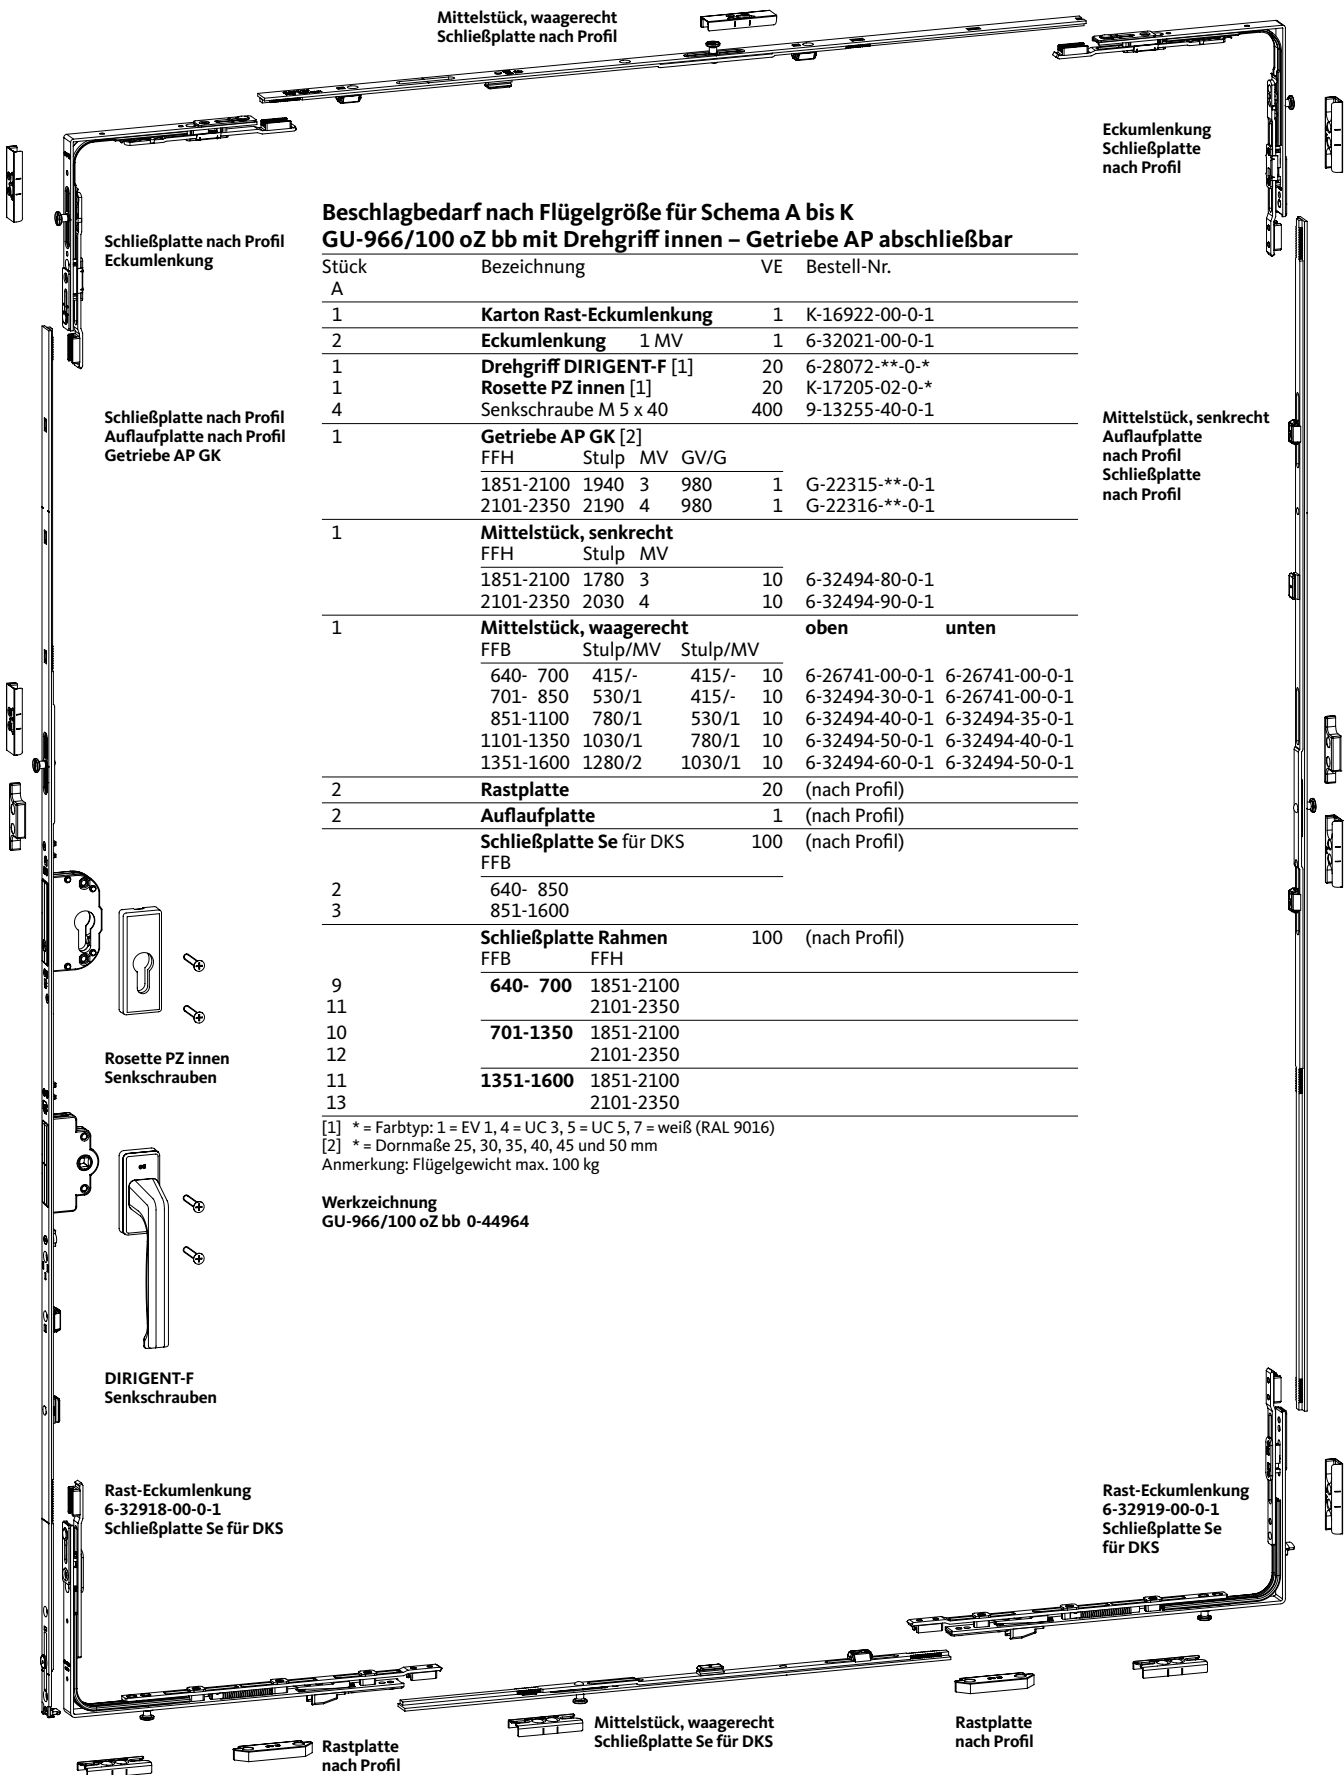 Mittelstück, waagerecht
Schließplatte nach Profil
Eckumlenkung
Schließplatte
nach Profil
Schließplatte nach Profil
Eckumlenkung
Schließplatte nach Profil
Auflaufplatte nach Profil
Getriebe AP GK
Beschlagbedarf nach Flügelgröße für Schema A bis K
GU-966/100 oZ bb mit Drehgriff innen – Getriebe AP abschließbar
Stück Bezeichnung VE Bestell-Nr.
A
1 Karton Rast-Eckumlenkung 1 K-16922-00-0-1
2 Eckumlenkung 1 MV 1 6-32021-00-0-1
1 Drehgriff DIRIGENT-F [1] 20 6-28072-**-0-*
1 Rosette PZ innen [1] 20 K-17205-02-0-*
4 Senkschraube M 5 x 40 400 9-13255-40-0-1
1 Getriebe AP GK [2]
FFH Stulp MV GV/G
1851-2100 1940 3 980 1 G-22315-**-0-1
2101-2350 2190 4 980 1 G-22316-**-0-1
1 Mittelstück, senkrecht
FFH Stulp MV
1851-2100 1780 3 10 6-32494-80-0-1
2101-2350 2030 4 10 6-32494-90-0-1
1 Mittelstück, waagerecht oben unten
FFB Stulp/MV Stulp/MV
640- 700 415/- 415/- 10 6-26741-00-0-1 6-26741-00-0-1
701- 850 530/1 415/- 10 6-32494-30-0-1 6-26741-00-0-1
851-1100 780/1 530/1 10 6-32494-40-0-1 6-32494-35-0-1
1101-1350 1030/1 780/1 10 6-32494-50-0-1 6-32494-40-0-1
1351-1600 1280/2 1030/1 10 6-32494-60-0-1 6-32494-50-0-1
2 Rastplatte 20 (nach Profil)
2 Auflaufplatte 1 (nach Profil)
Schließplatte Se für DKS 100 (nach Profil)
FFB
2 640- 850
3 851-1600
Schließplatte Rahmen 100 (nach Profil)
FFB FFH
9 640- 700 1851-2100
11 2101-2350
10 701-1350 1851-2100
12 2101-2350
11 1351-1600 1851-2100
13 2101-2350
[1] * = Farbtyp: 1 = EV 1, 4 = UC 3, 5 = UC 5, 7 = weiß (RAL 9016)
[2] * = Dornmaße 25, 30, 35, 40, 45 und 50 mm
Anmerkung: Flügelgewicht max. 100 kg
Werkzeichnung
GU-966/100 oZ bb 0-44964
Mittelstück, senkrecht
Auflaufplatte
nach Profil
Schließplatte
nach Profil
Rosette PZ innen
Senkschrauben
DIRIGENT-F
Senkschrauben
Rast-Eckumlenkung
6-32918-00-0-1
Schließplatte Se für DKS
Rast-Eckumlenkung
6-32919-00-0-1
Schließplatte Se
für DKS
Rastplatte
nach Profil
Mittelstück, waagerecht
Schließplatte Se für DKS
Rastplatte
nach Profil